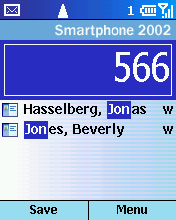 1
Smartphone 2002
566
Hasselberg, Jonas w
Jones, Beverly w
Save Menu